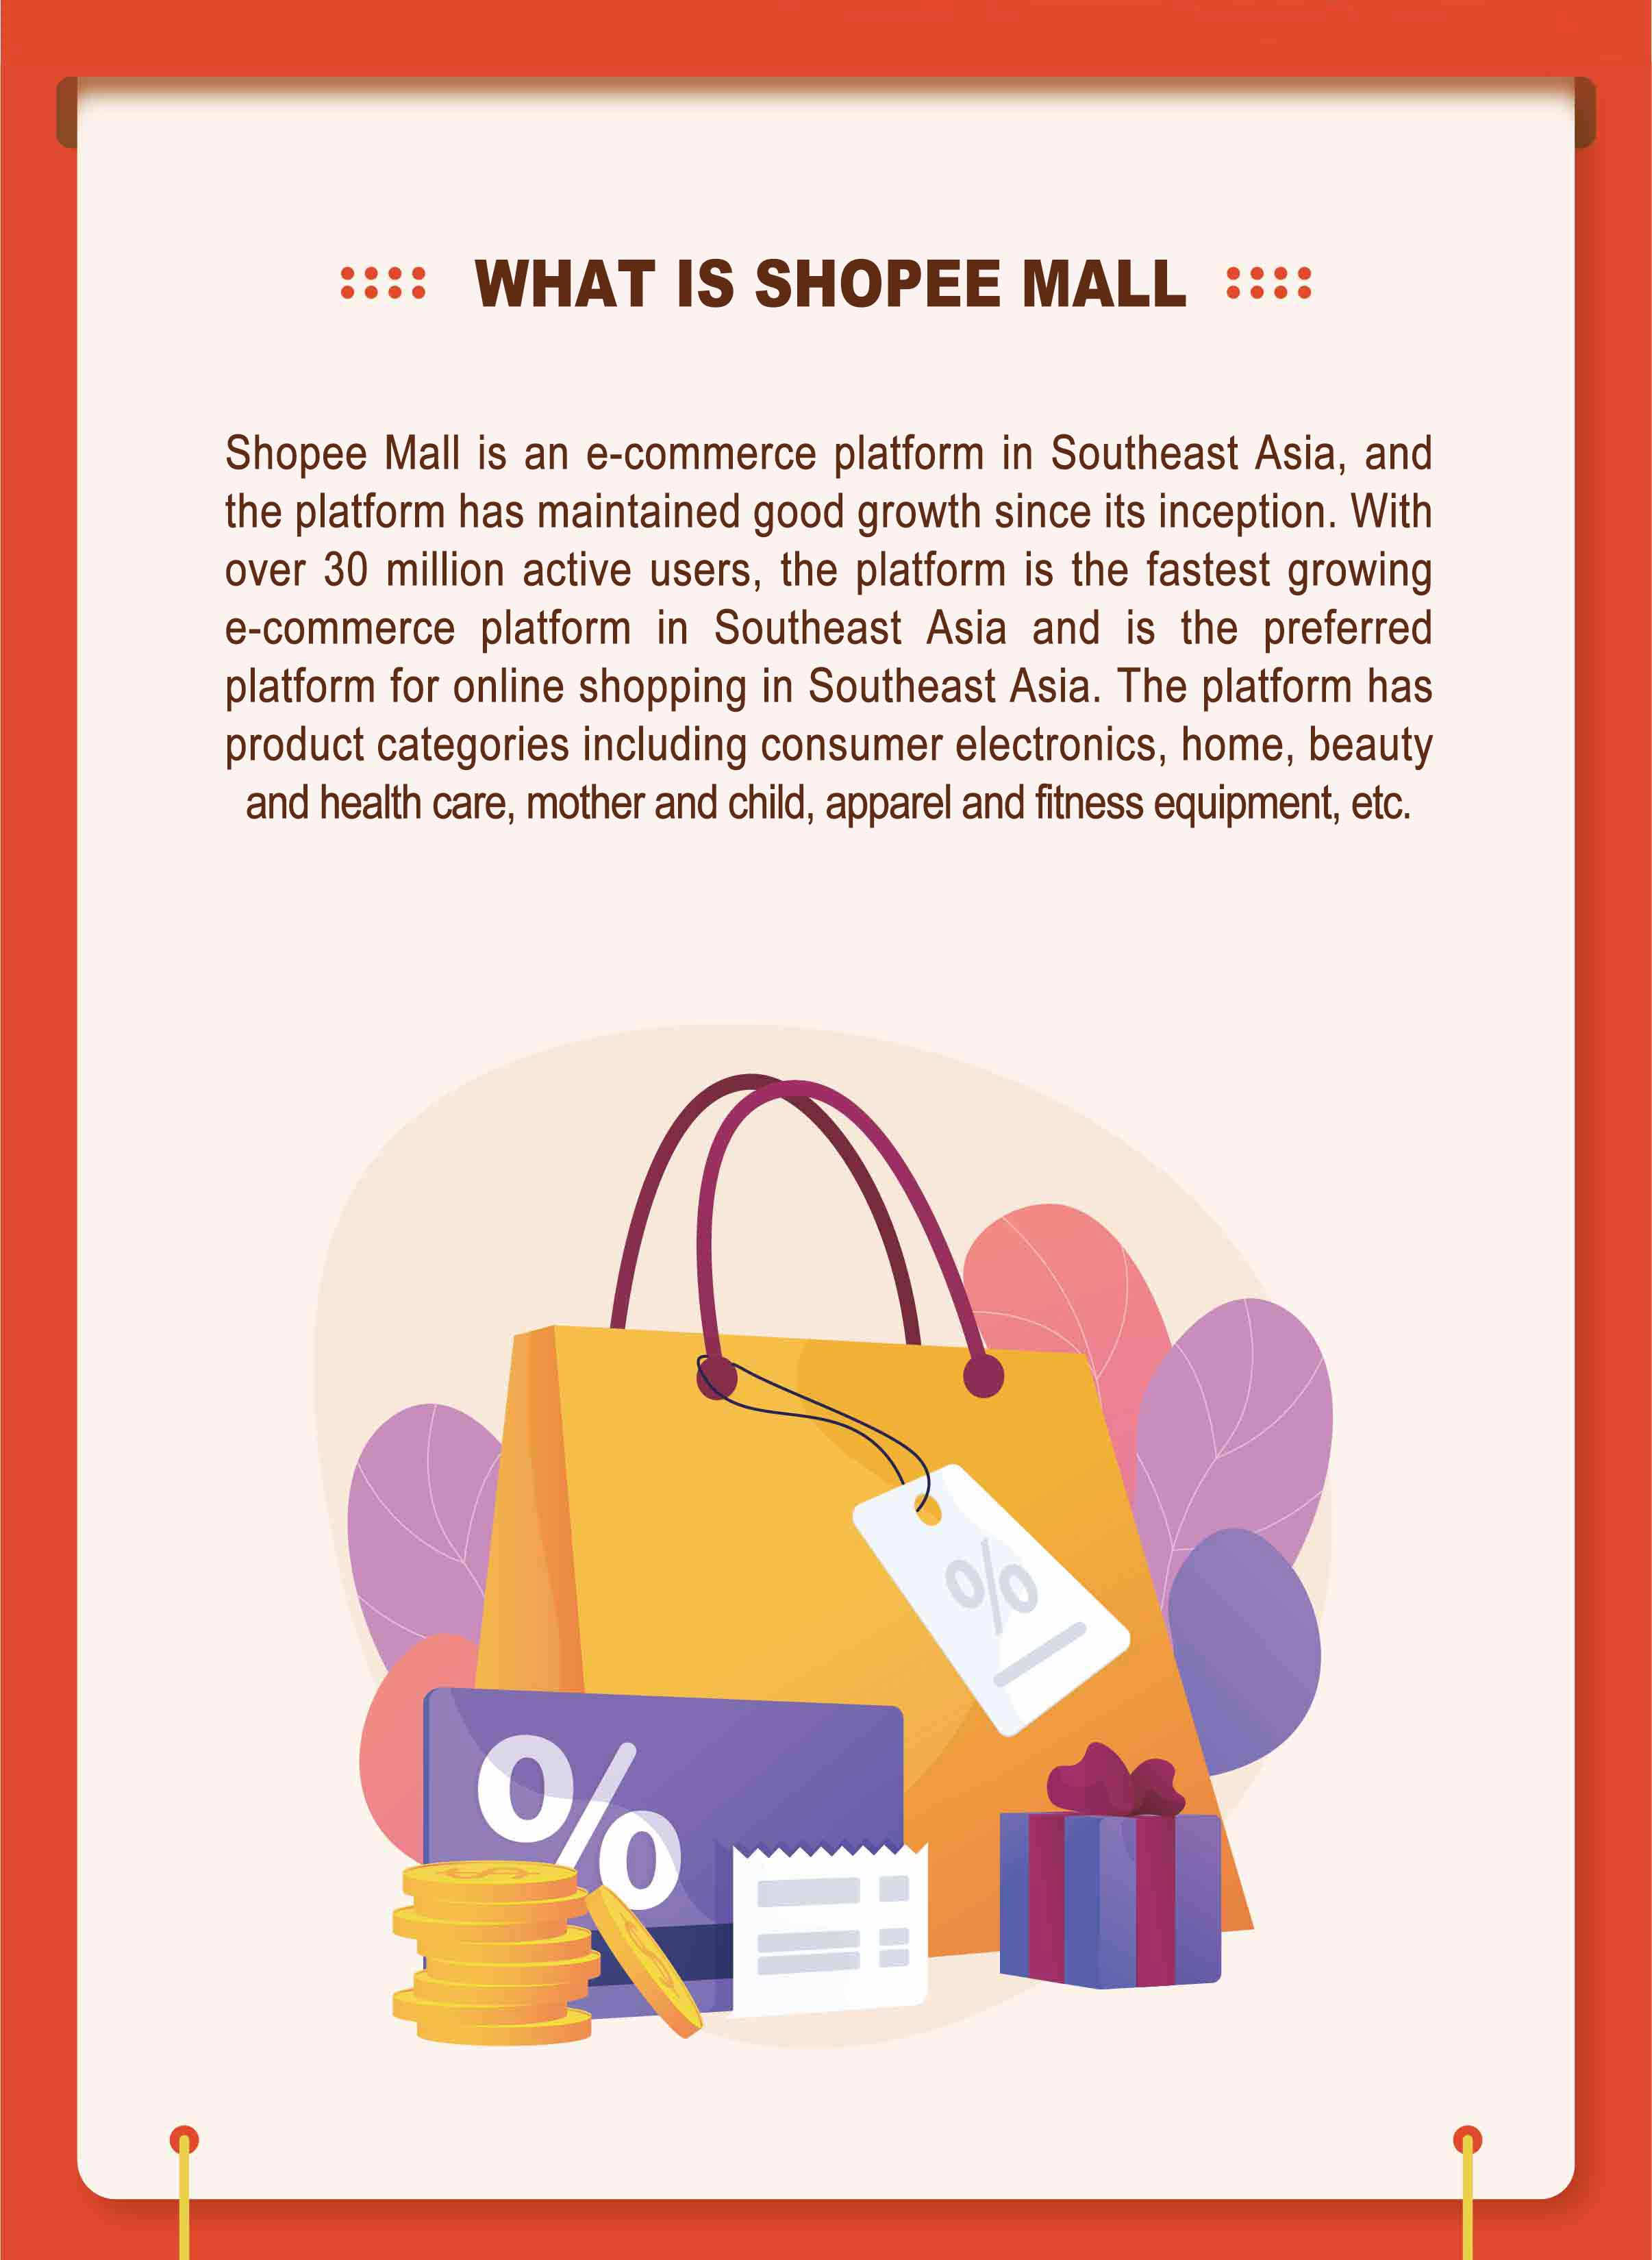 WHAT IS SHOPEE MALL
Shopee Mall is an e-commerce platform in Southeast Asia, and
the platform has maintained good growth since its inception. With
over 30 million active users, the platform is the fastest growing
e-commerce platform in Southeast Asia and is the preferred
platform for online shopping in Southeast Asia. The platform has
product categories including consumer electronics, home, beauty
and health care, mother and child, apparel and fitness equipment, etc.
%
%
$
$